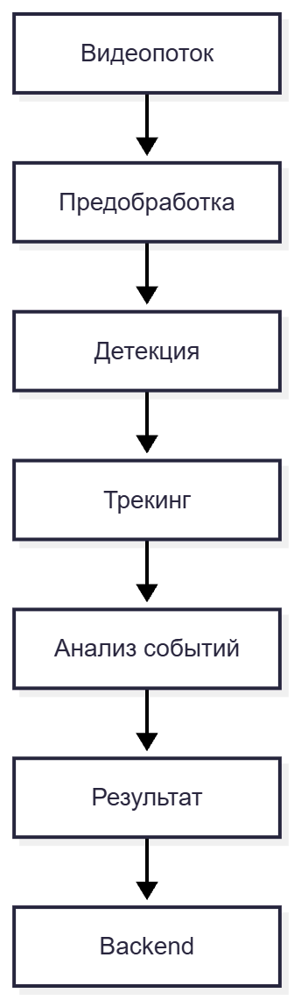 Видеопоток
Предобработка
Детекция
Трекинг
Анализ событий
Результат
Backend